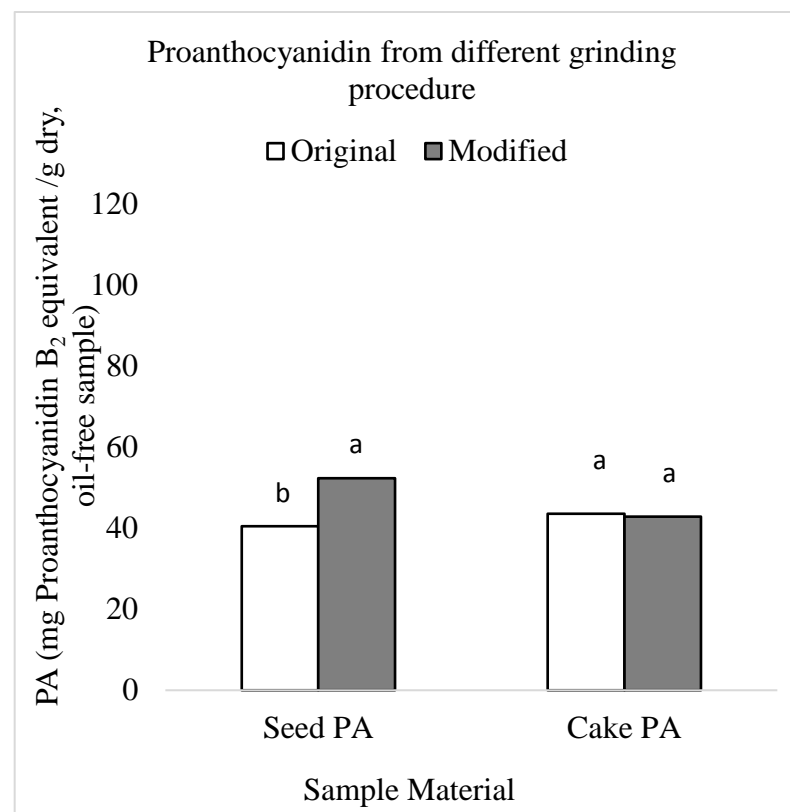 Proanthocyanidin from different grinding
procedure
Original Modified
PA (mg Proanthocyanidin B₂ equivalent /g dry,
oil-free sample)
120
100
80
60
40
20
0
b
a
a
a
Seed PA Cake PA
Sample Material